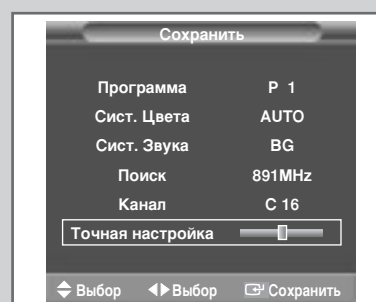 Сохранить
Программа P 1
Сист. Цвета AUTO
Сист. Звука BG
Поиск 891MHz
Канал C 16
Точная настройка
Выбор Выбор Сохранить